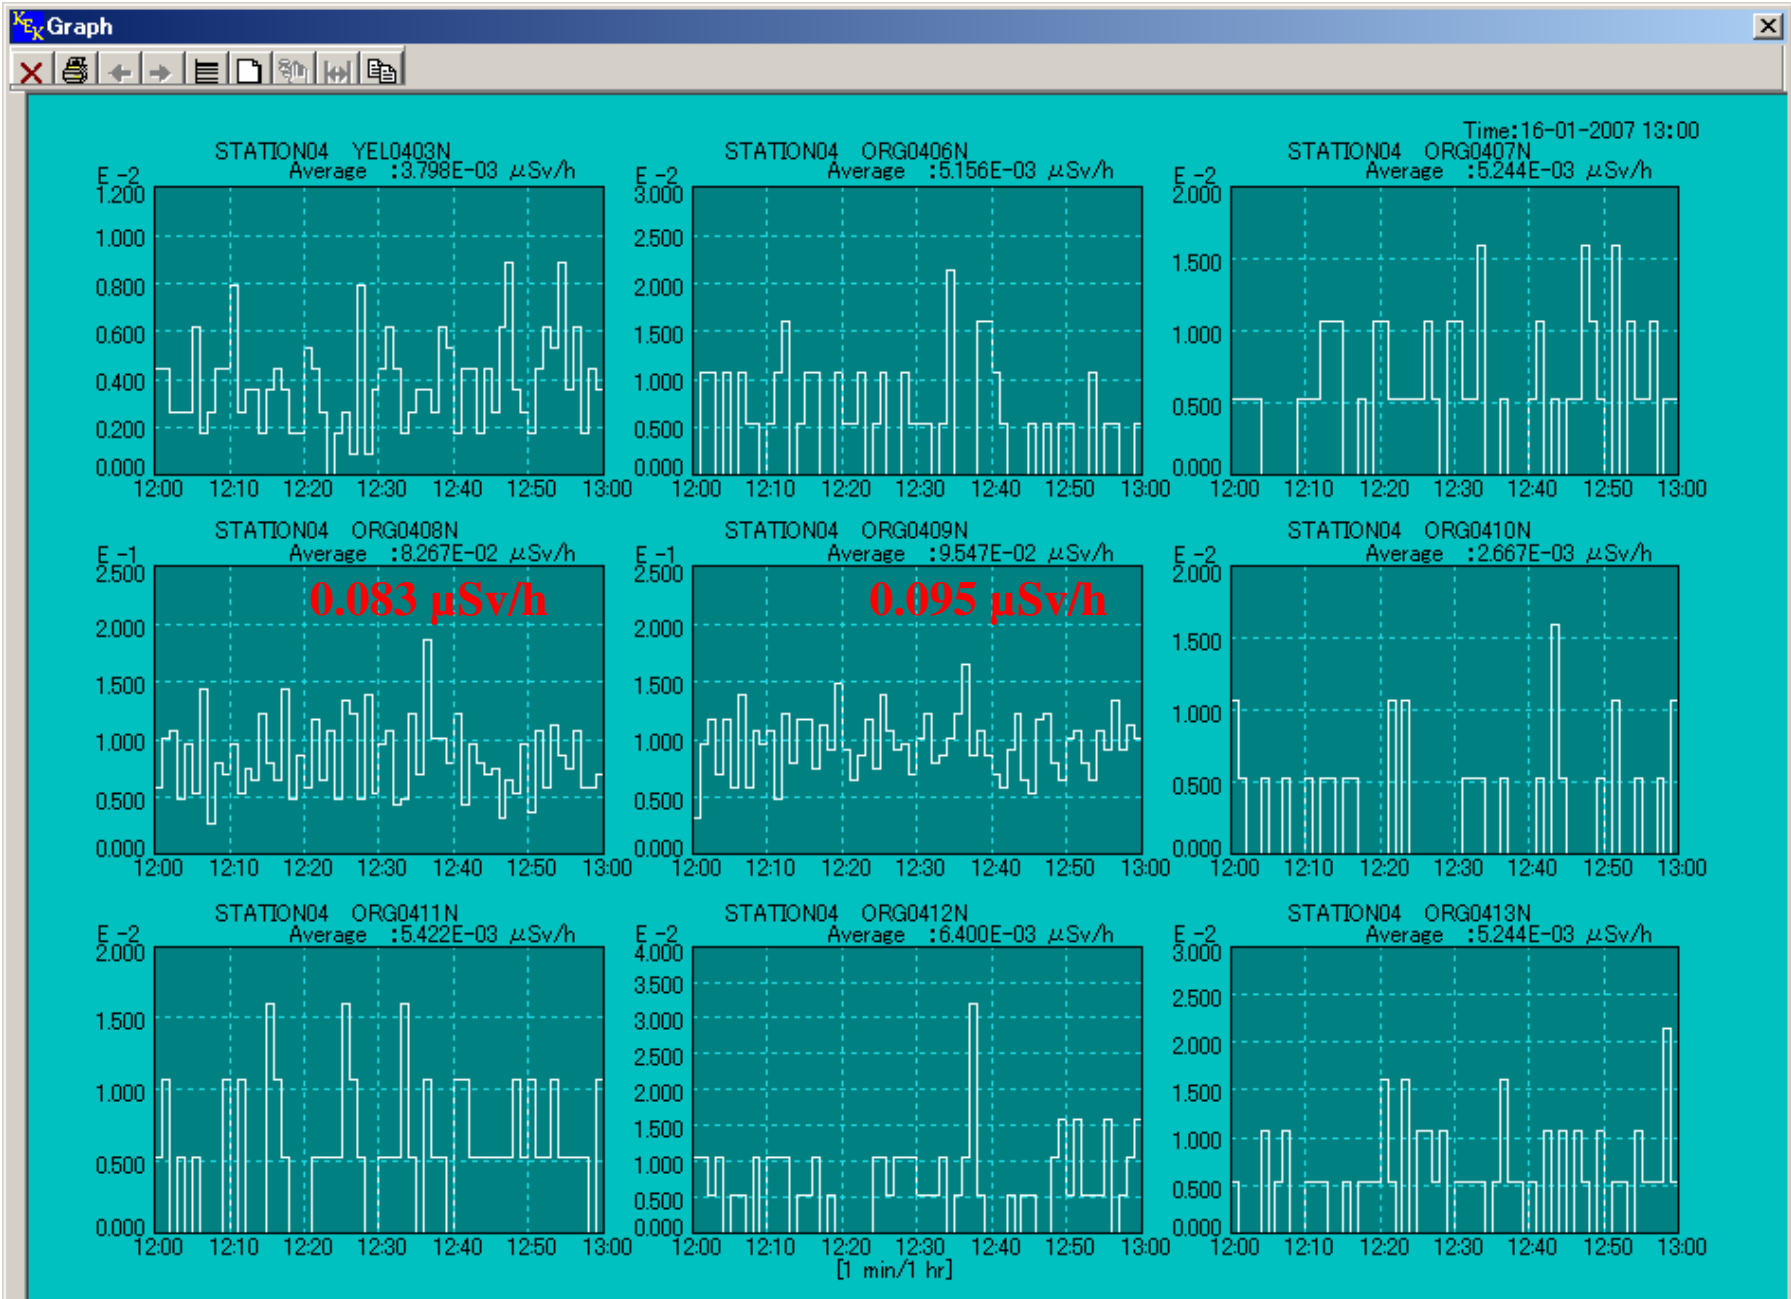 KEK Graph
Time:16-01-2007 13:00
STATION04 YEL0403N
Average :3.798E-03 μSv/h
E -2
1.200
1.000
0.800
0.600
0.400
0.200
0.000
12:00 12:10 12:20 12:30 12:40 12:50 13:00
STATION04 ORG0406N
Average :5.156E-03 μSv/h
E -2
3.000
2.500
2.000
1.500
1.000
0.500
0.000
12:00 12:10 12:20 12:30 12:40 12:50 13:00
STATION04 ORG0407N
Average :5.244E-03 μSv/h
E -2
2.000
1.500
1.000
0.500
0.000
12:00 12:10 12:20 12:30 12:40 12:50 13:00
STATION04 ORG0408N
Average :8.267E-02 μSv/h
E -1
2.500
0.083 μSv/h
2.000
1.500
1.000
0.500
0.000
12:00 12:10 12:20 12:30 12:40 12:50 13:00
STATION04 ORG0409N
Average :9.547E-02 μSv/h
E -1
2.500
0.095 μSv/h
2.000
1.500
1.000
0.500
0.000
12:00 12:10 12:20 12:30 12:40 12:50 13:00
STATION04 ORG0410N
Average :2.667E-03 μSv/h
E -2
2.000
1.500
1.000
0.500
0.000
12:00 12:10 12:20 12:30 12:40 12:50 13:00
STATION04 ORG0411N
Average :5.422E-03 μSv/h
E -2
2.000
1.500
1.000
0.500
0.000
12:00 12:10 12:20 12:30 12:40 12:50 13:00
STATION04 ORG0412N
Average :6.400E-03 μSv/h
E -2
4.000
3.500
3.000
2.500
2.000
1.500
1.000
0.500
0.000
12:00 12:10 12:20 12:30 12:40 12:50 13:00
[1 min/1 hr]
STATION04 ORG0413N
Average :5.244E-03 μSv/h
E -2
3.000
2.500
2.000
1.500
1.000
0.500
0.000
12:00 12:10 12:20 12:30 12:40 12:50 13:00